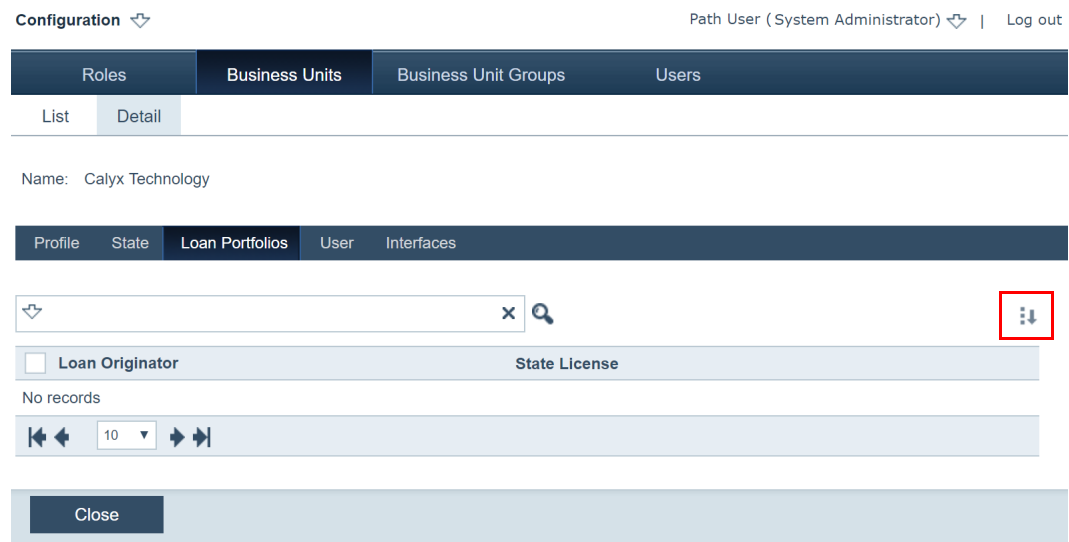 Configuration Path User (System Administrator) | Log out
Roles Business Units Business Unit Groups Users
List Detail
Name: Calyx Technology
Profile State Loan Portfolios User Interfaces
Loan Originator State License
No records
10
Close